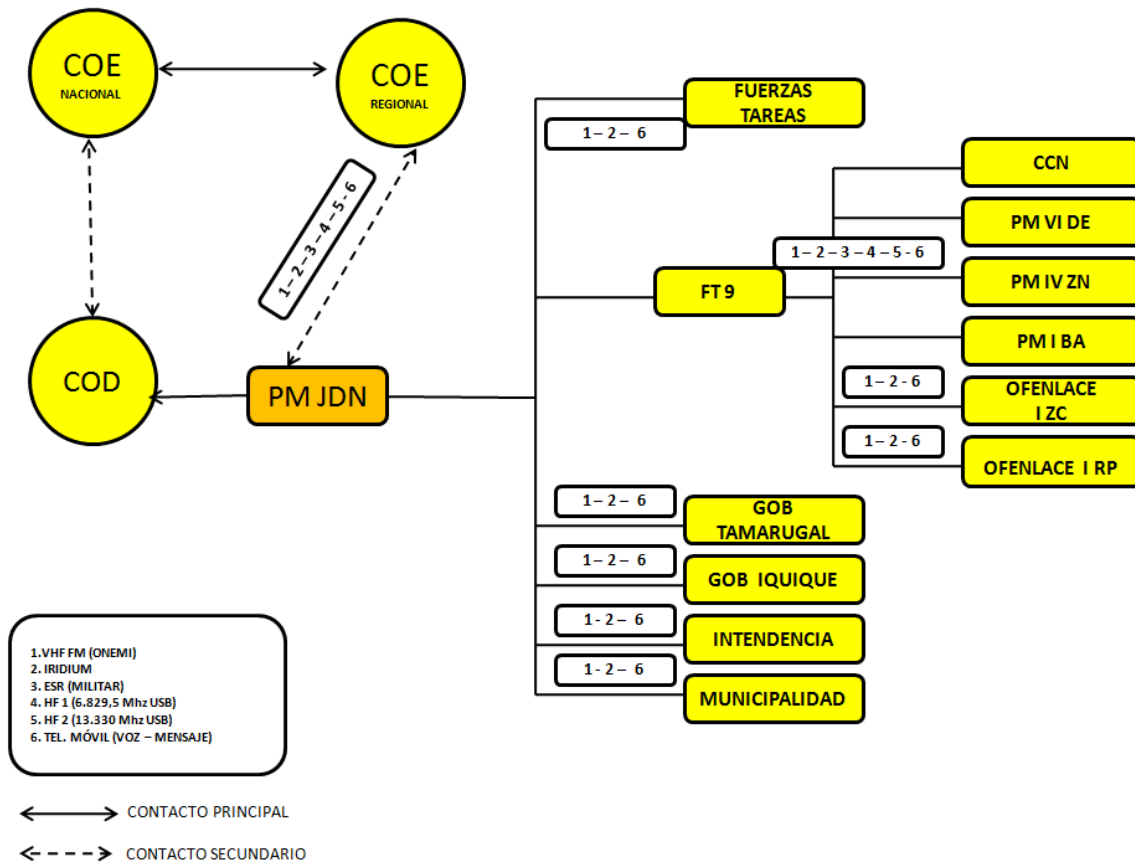 COE
NACIONAL
COE
REGIONAL
1 – 2 – 3 – 4 – 5 - 6
COD
PM JDN
FUERZAS
TAREAS
1 – 2 – 6
CCN
PM VI DE
1 – 2 – 3 – 4 – 5 - 6
FT 9
PM IV ZN
PM I BA
1 – 2 - 6
OFENLACE
I ZC
1 – 2 - 6
OFENLACE I RP
1 – 2 – 6
GOB
TAMARUGAL
1 – 2 – 6
GOB IQUIQUE
1 - 2 – 6
INTENDENCIA
1 - 2 – 6
MUNICIPALIDAD
1.VHF FM (ONEMI)
2. IRIDIUM
3. ESR (MILITAR)
4. HF 1 (6.829,5 Mhz USB)
5. HF 2 (13.330 Mhz USB)
6. TEL. MÓVIL (VOZ – MENSAJE)
CONTACTO PRINCIPAL
CONTACTO SECUNDARIO